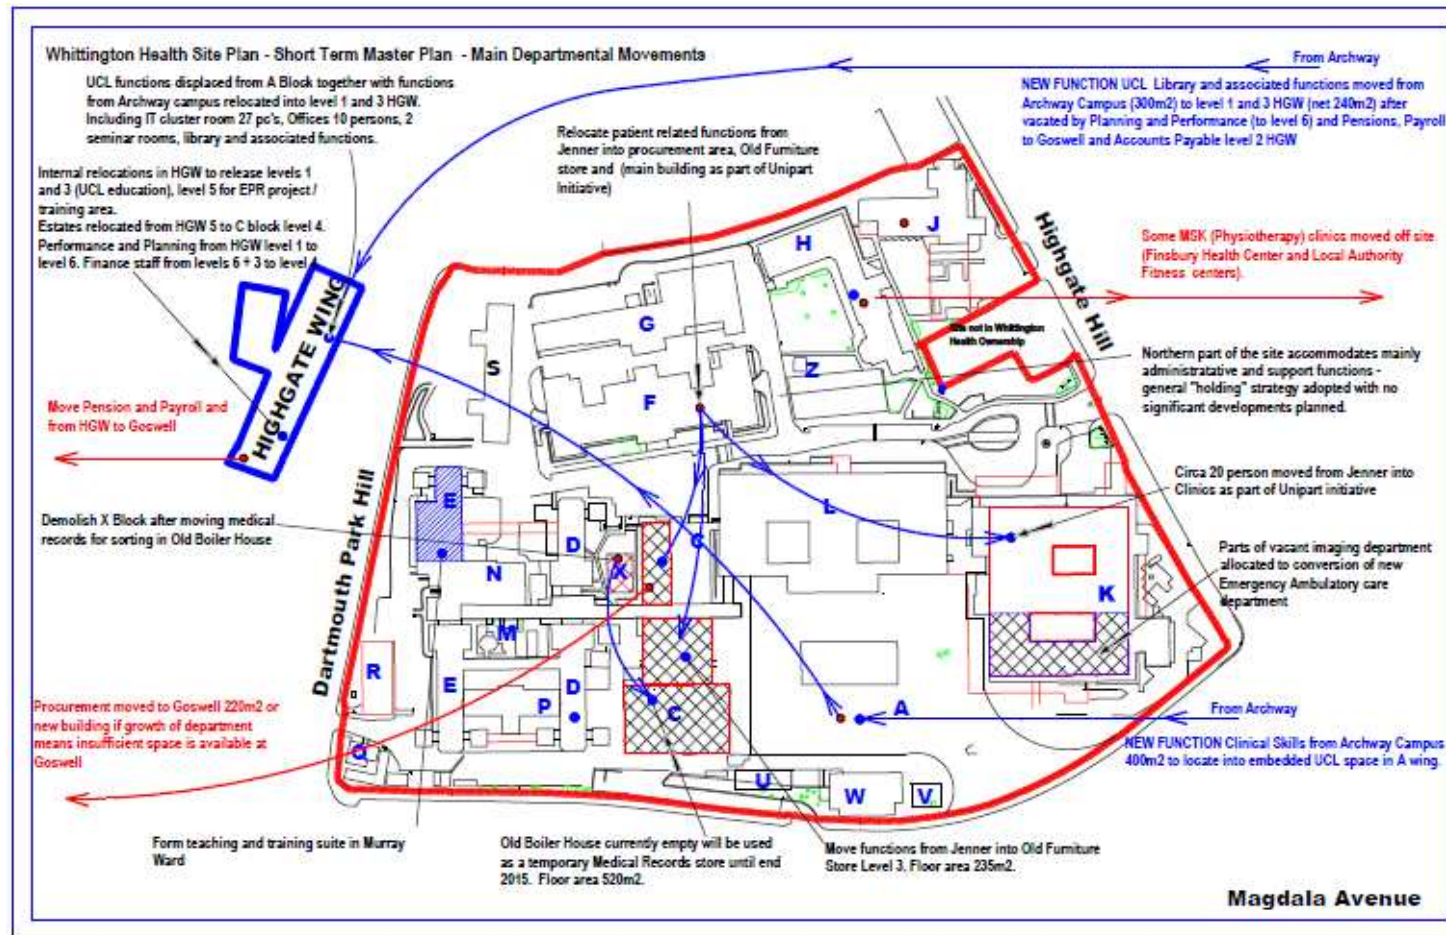 Whittington Health Site Plan - Short Term Master Plan - Main Departmental Movements
UCL functions displaced from A Block together with functions
from Archway campus relocated into level 1 and 3 HGW.
Including IT cluster room 27 pc's, Offices 10 persons, 2
seminar rooms, library and associated functions.
From Archway
NEW FUNCTION UCL Library and associated functions moved from
Archway Campus (300m2) to level 1 and 3 HGW (net 240m2) after
vacated by Planning and Performance (to level 6) and Pensions, Payroll
to Goswell and Accounts Payable level 2 HGW
Relocate patient related functions from
Jenner into procurement area, Old Furniture
store and (main building as part of Unipart
Initiative)
Internal relocations in HGW to release levels 1
and 3 (UCL education), level 5 for EPR project /
training area.
Estates relocated from HGW 5 to C block level 4.
Performance and Planning from HGW level 1 to
level 6. Finance staff from levels 6 + 3 to level
HIGHGATE WING
Move Pension and Payroll and
from HGW to Goswell
J
H
Highgate Hill
Some MSK (Physiotherapy) clinics moved off site
(Finsbury Health Center and Local Authority
Fitness centers).
G
S
Z
F
Site not in Whittington
Health Ownership
Northern part of the site accommodates mainly
administratative and support functions -
general "holding" strategy adopted with no
significant developments planned.
Dartmouth Park Hill
E
Demolish X Block after moving medical
records for sorting in Old Boiler House
D
X
C
L
N
Circa 20 person moved from Jenner into
Clinics as part of Unipart initiative
Parts of vacant imaging department
allocated to conversion of new
Emergency Ambulatory care
department
K
M
R
E
D
P
C
A
Q
U
W
V
Procurement moved to Goswell 220m2 or
new building if growth of department
means insufficient space is available at
Goswell
From Archway
NEW FUNCTION Clinical Skills from Archway Campus
400m2 to locate into embedded UCL space in A wing.
Form teaching and training suite in Murray
Ward
Old Boiler House currently empty will be used
as a temporary Medical Records store until end
2015. Floor area 520m2.
Move functions from Jenner into Old Furniture
Store Level 3. Floor area 235m2.
Magdala Avenue